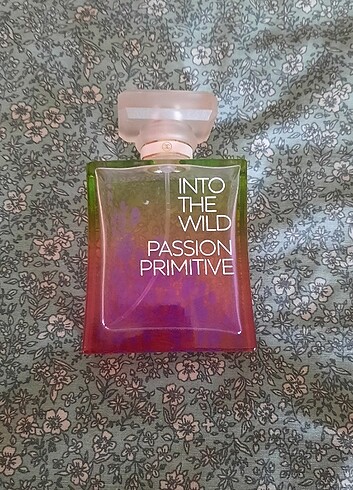 INTO
THE
WILD
PASSION
PRIMITIVE